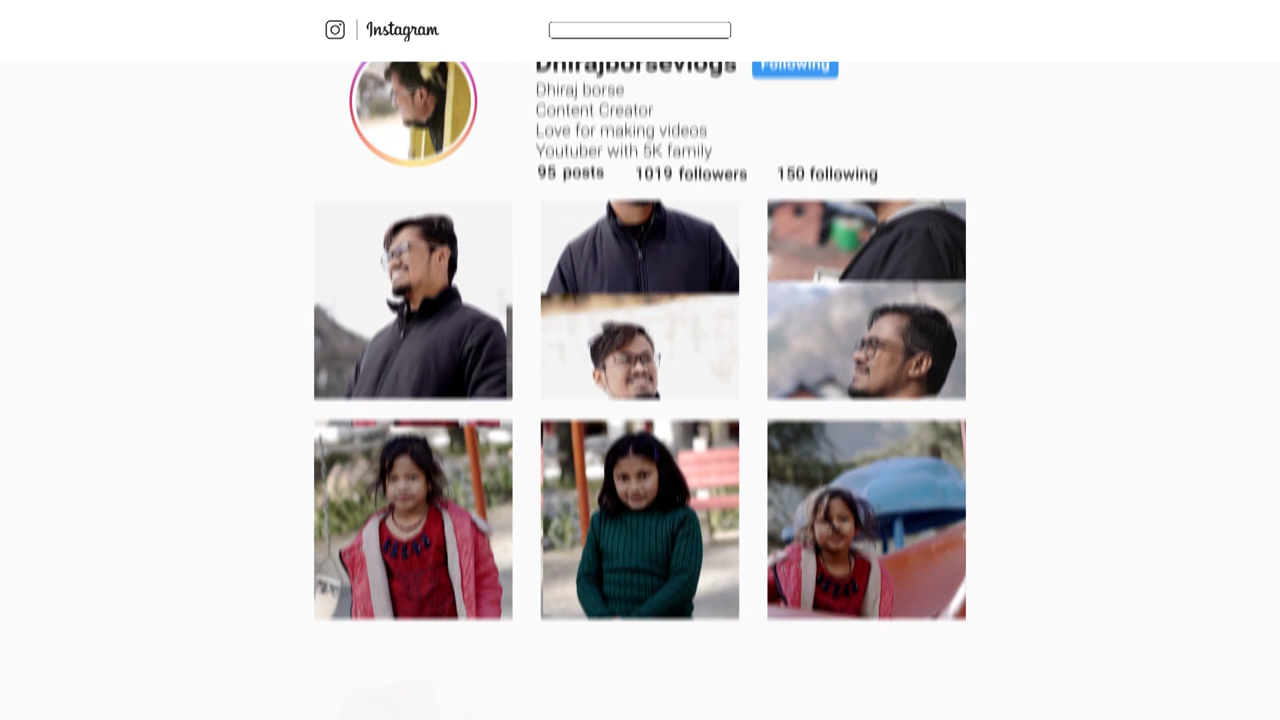 Instagram
Dhirajborsevlogs Following
Dhiraj borse
Content Creator
Love for making videos
Youtuber with 5K family
95 posts 1019 followers 150 following